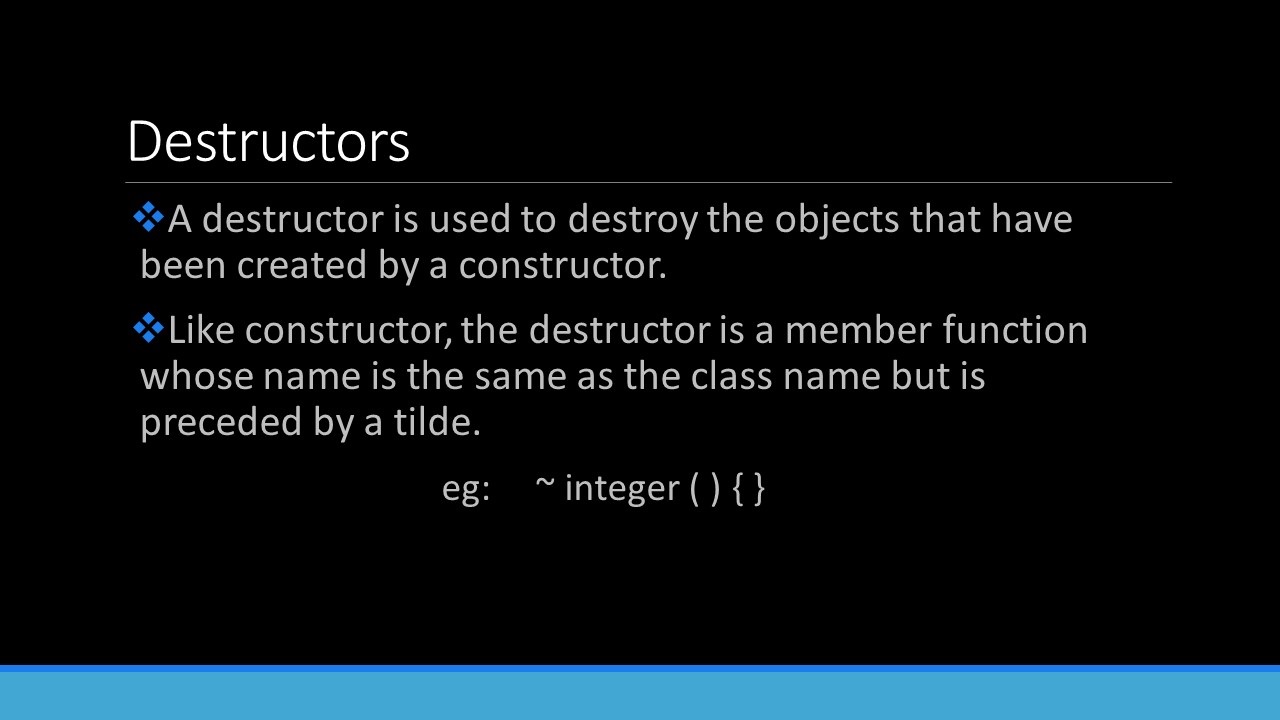 Destructors
❖A destructor is used to destroy the objects that have
been created by a constructor.
❖Like constructor, the destructor is a member function
whose name is the same as the class name but is
preceded by a tilde.
eg: ~ integer ( ) { }